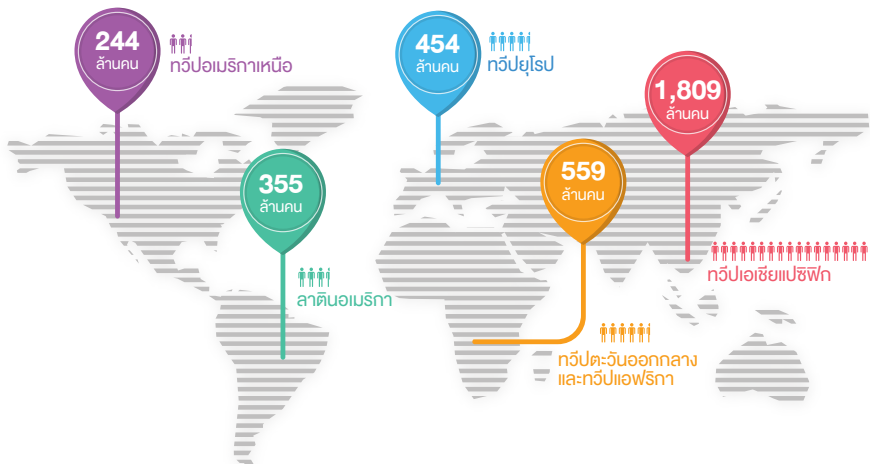 244
ล้านคน
ทวีปอเมริกาเหนือ
454
ล้านคน
ทวีปยุโรป
1,809
ล้านคน
ทวีปเอเชียแปซิฟิก
355
ล้านคน
ลาตินอเมริกา
559
ล้านคน
ทวีปตะวันออกกลาง
และทวีปแอฟริกา